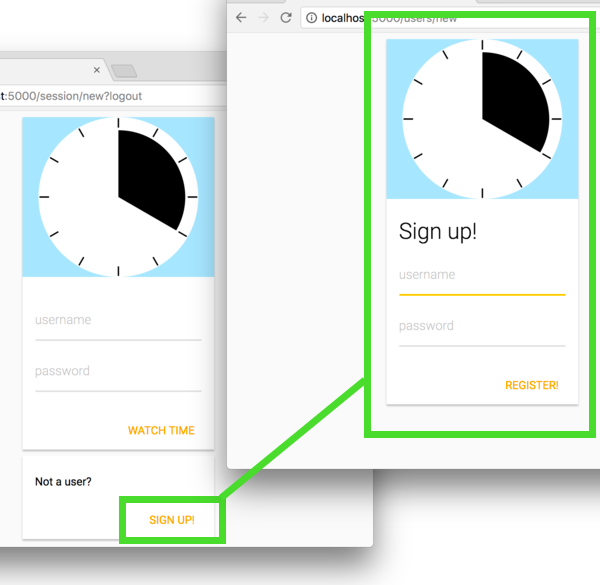 t:5000/session/new?logout
username
password
WATCH TIME
Not a user?
SIGN UP!
localhost:5000/users/new
Sign up!
username
password
REGISTER!